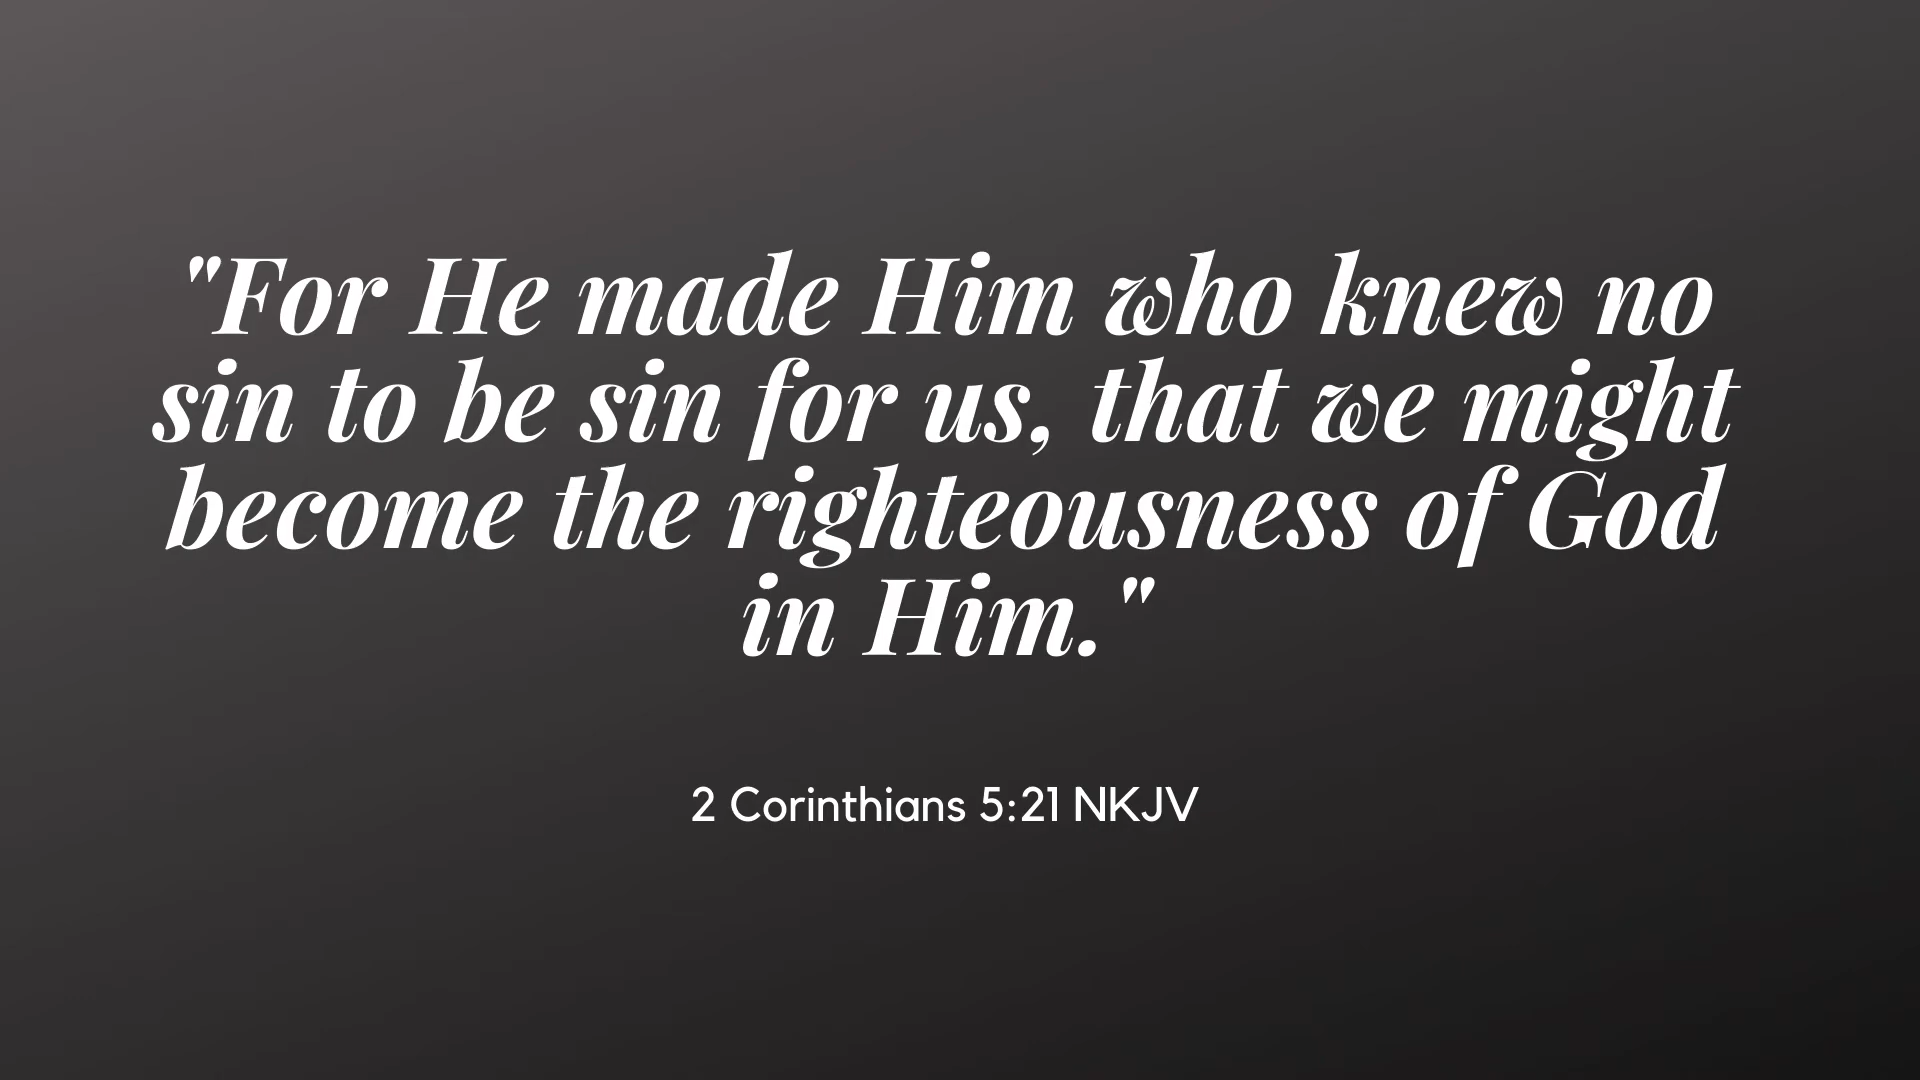 "For He made Him who knew no
sin to be sin for us, that we might
become the righteousness of God
in Him."
2 Corinthians 5:21 NKJV